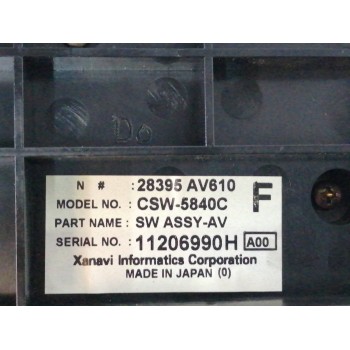 Do
N # : 28395 AV610 F
MODEL NO. : CSW-5840C
PART NAME : SW ASSY-AV
SERIAL NO. : 11206990H A00
Xanavi Informatics Corporation
MADE IN JAPAN (0)